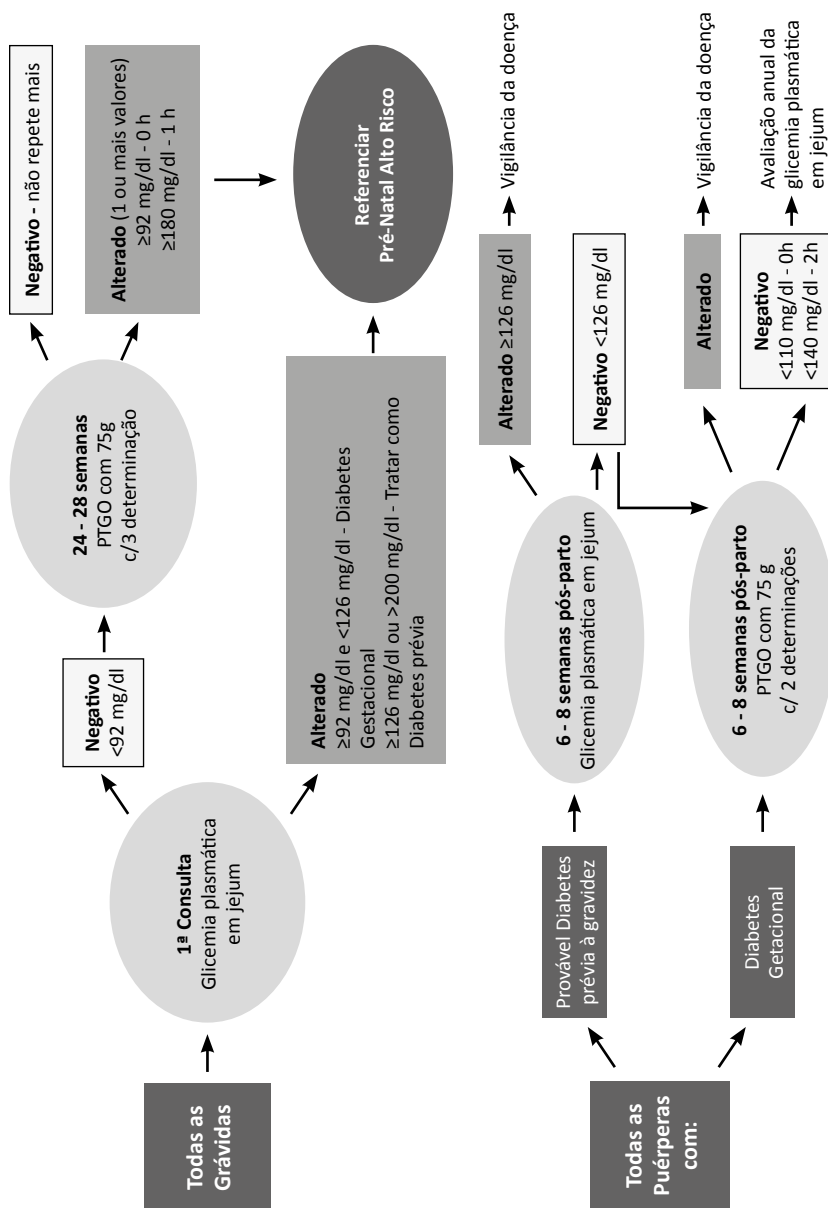 Todas as
Grávidas
1ª Consulta
Glicemia plasmática
em jejum
Negativo
<92 mg/dl
24 - 28 semanas
PTGO com 75g
c/3 determinação
Negativo - não repete mais
Alterado (1 ou mais valores)
≥92 mg/dl - 0 h
≥180 mg/dl - 1 h
Alterado
≥92 mg/dl e <126 mg/dl - Diabetes
Gestacional
≥126 mg/dl ou >200 mg/dl - Tratar como
Diabetes prévia
Referenciar
Pré-Natal Alto Risco
Todas as
Puérperas
com:
Provável Diabetes
prévia à gravidez
6 - 8 semanas pós-parto
Glicemia plasmática em jejum
Alterado ≥126 mg/dl
Vigilância da doença
Negativo <126 mg/dl
Diabetes
Getacional
6 - 8 semanas pós-parto
PTGO com 75 g
c/ 2 determinações
Alterado
Vigilância da doença
Negativo
<110 mg/dl - 0h
<140 mg/dl - 2h
Avaliação anual da
glicemia plasmática
em jejum